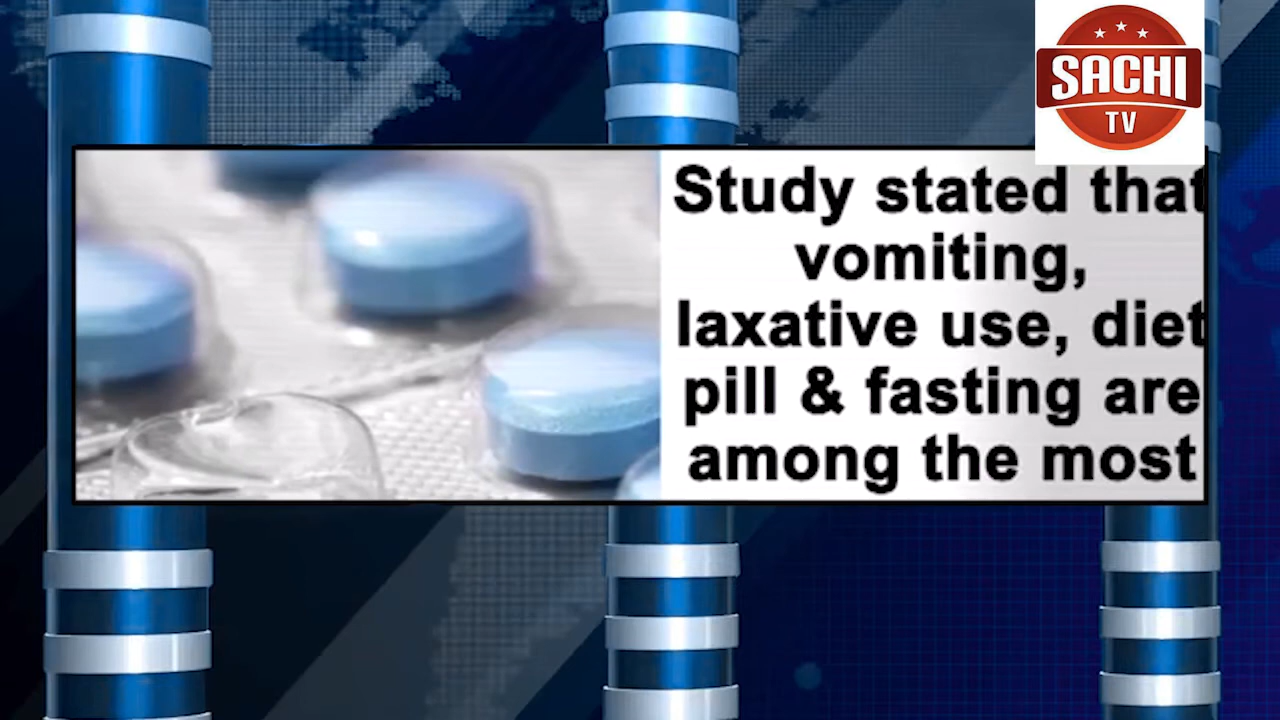 SACHI
TV
Study stated that
vomiting,
laxative use, diet
pill & fasting are
among the most